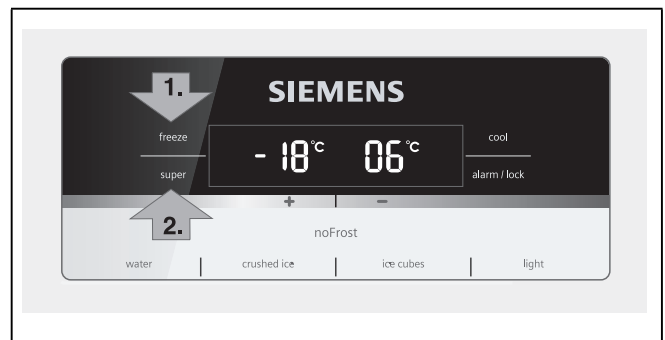 1.
SIEMENS
freeze
super
- 18°C 06°C
cool
alarm / lock
+ −
2.
noFrost
water crushed ice ice cubes light